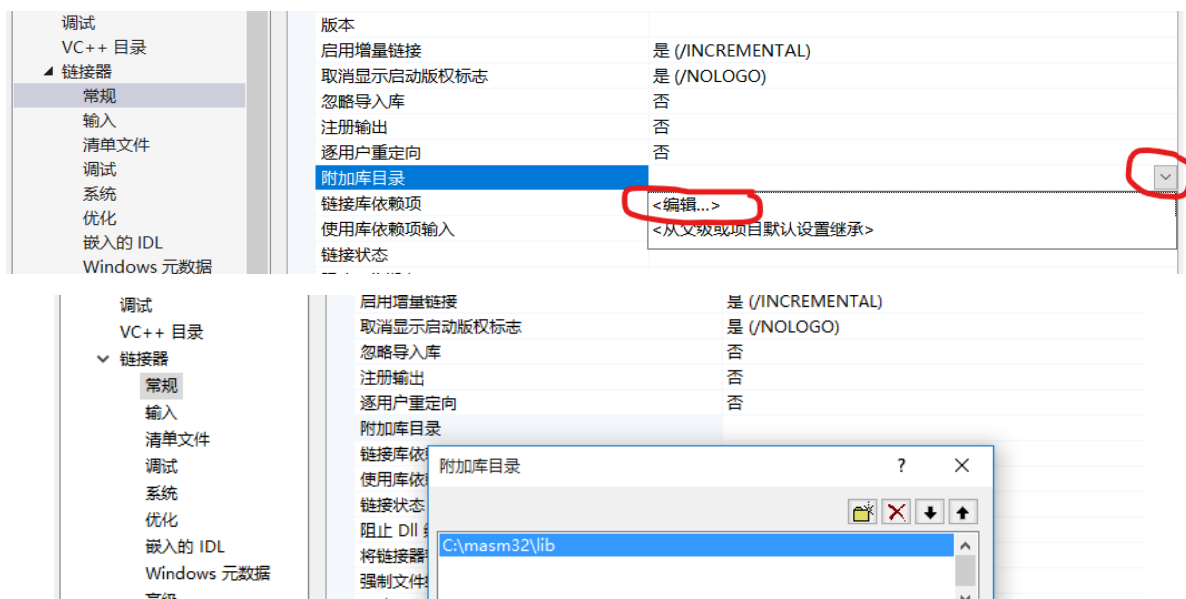 调试
版本
VC++ 目录
启用增量链接
是 (/INCREMENTAL)
链接器
取消显示启动版权标志
是 (/NOLOGO)
常规
忽略导入库
否
输入
注册输出
否
清单文件
逐用户重定向
否
调试
附加库目录
系统
链接库依赖项
<编辑...>
优化
使用库依赖项输入
<从父级或项目默认设置继承>
嵌入的 IDL
链接状态
Windows 元数据
调试
启用增量链接
是 (/INCREMENTAL)
VC++ 目录
取消显示启动版权标志
是 (/NOLOGO)
链接器
忽略导入库
否
常规
注册输出
否
输入
逐用户重定向
否
清单文件
附加库目录
调试
链接库依
附加库目录
?
系统
使用库依
优化
链接状态
阻止 Dll
嵌入的 IDL
将链接器
C:\masm32\lib
Windows 元数据
强制文件